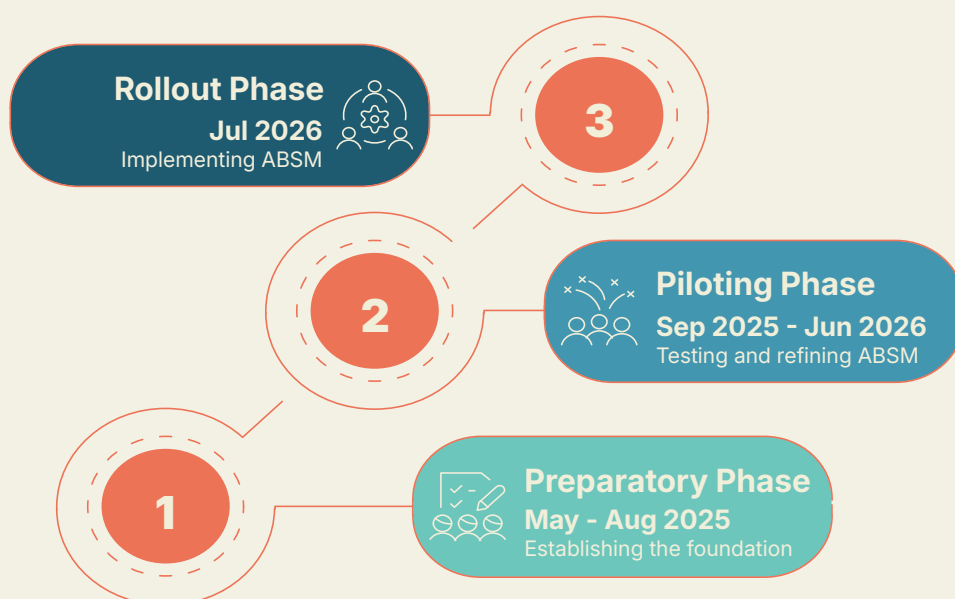 Rollout Phase
Jul 2026
Implementing ABSM
3
2
Piloting Phase
Sep 2025 - Jun 2026
Testing and refining ABSM
1
Preparatory Phase
May - Aug 2025
Establishing the foundation